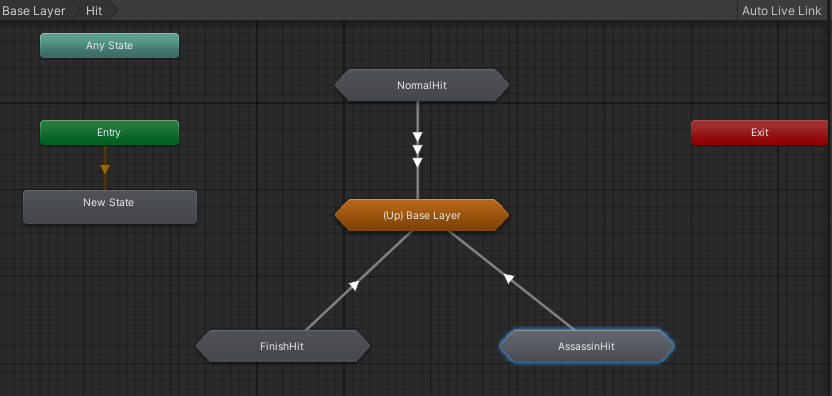 Base Layer
Hit
Auto Live Link
Any State
NormalHit
Entry
Exit
New State
(Up) Base Layer
FinishHit
AssassinHit